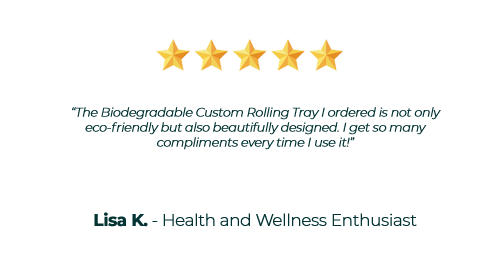 “The Biodegradable Custom Rolling Tray I ordered is not only
eco-friendly but also beautifully designed. I get so many
compliments every time I use it!”
Lisa K. - Health and Wellness Enthusiast